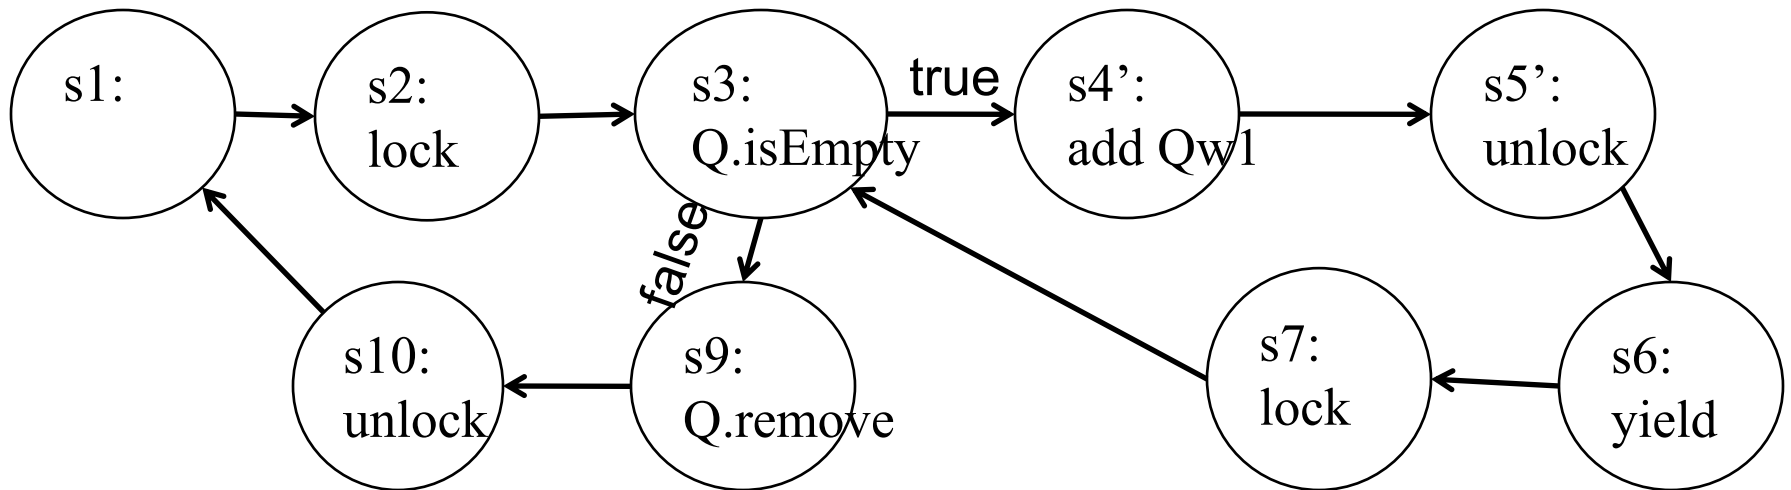 s1:
s2:
lock
s3:
Q.isEmpty
true
s4’:
add Qw1
s5’:
unlock
false
s10:
unlock
s9:
Q.remove
s7:
lock
s6:
yield